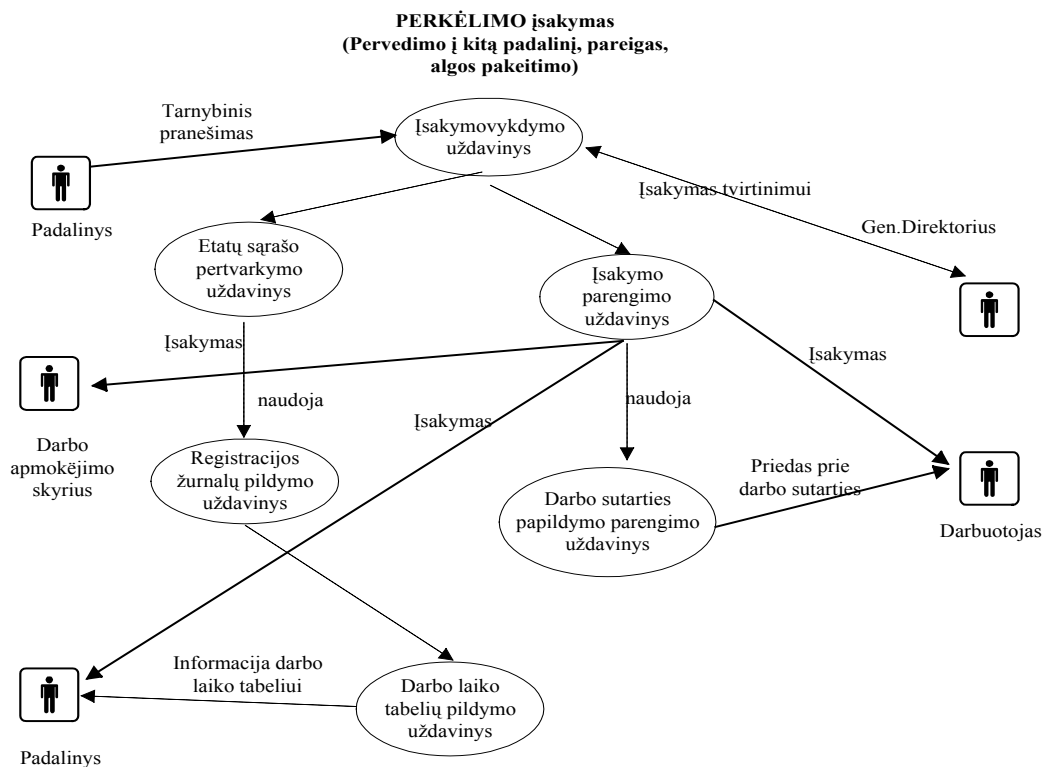 PERKĖLIMO įsakymas
(Pervedimo į kitą padalinį, pareigas,
algos pakeitimo)
Tarnybinis
pranešimas
Įsakymovykdymo
uždavinys
Padalinys
Įsakymas tvirtinimui
Gen.Direktorius
Etatų sąrašo
pertvarkymo
uždavinys
Įsakymo
parengimo
uždavinys
Įsakymas
Įsakymas
naudoja
Įsakymas
naudoja
Darbo
apmokėjimo
skyrius
Registracijos
žurnalų pildymo
uždavinys
Darbo sutarties
papildymo parengimo
uždavinys
Priedas prie
darbo sutarties
Darbuotojas
Informacija darbo
laiko tabeliui
Darbo laiko
tabelių pildymo
uždavinys
Padalinys